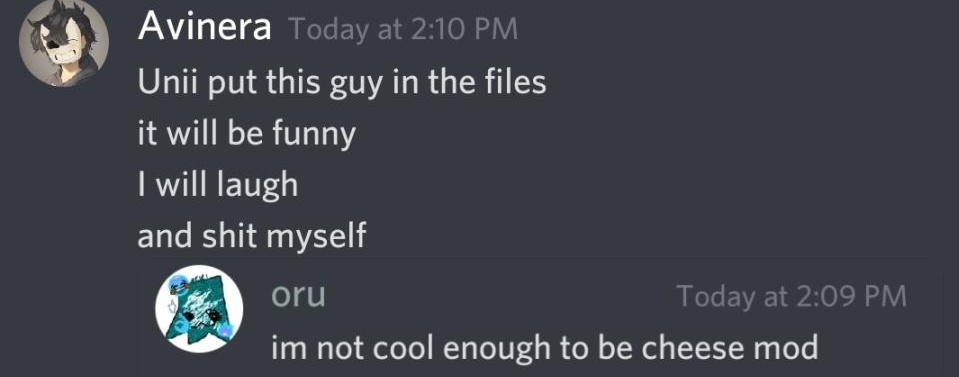 Avinera Today at 2:10 PM
Unii put this guy in the files
it will be funny
I will laugh
and shit myself
oru Today at 2:09 PM
im not cool enough to be cheese mod